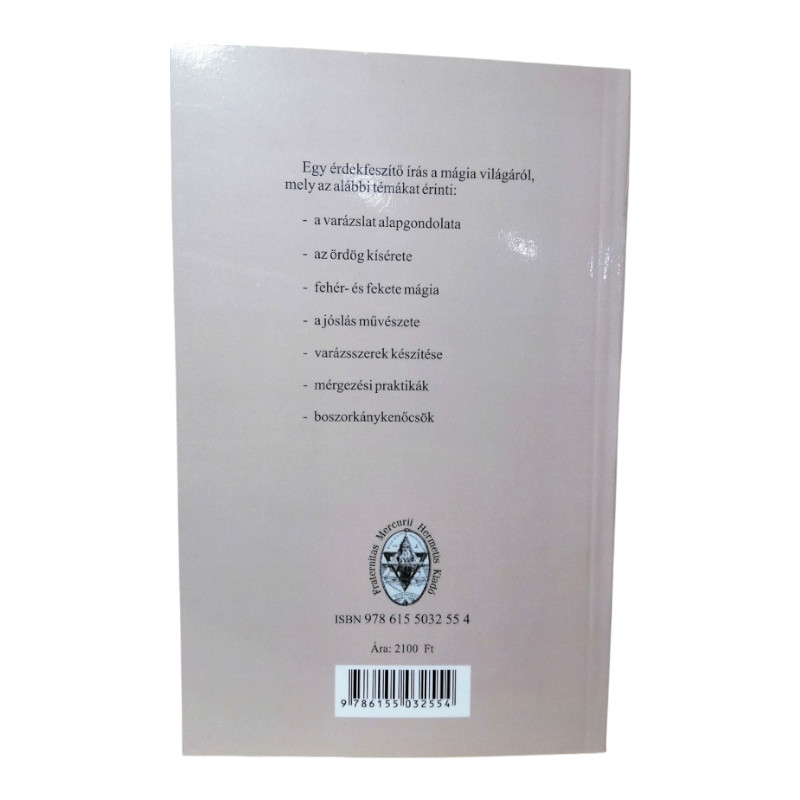 Egy érdekfeszítő írás a mágia világáról,
mely az alábbi témákat érinti:
- a varázslat alapgondolata
- az ördög kísérete
- fehér- és fekete mágia
- a jóslás művészete
- varázsszerek készítése
- mérgezési praktikák
- boszorkánykenőcsök
Fraternitas Mercurii Hermetis Kiadó
ISBN 978 615 5032 55 4
Ára: 2100 Ft
9 786155 032554